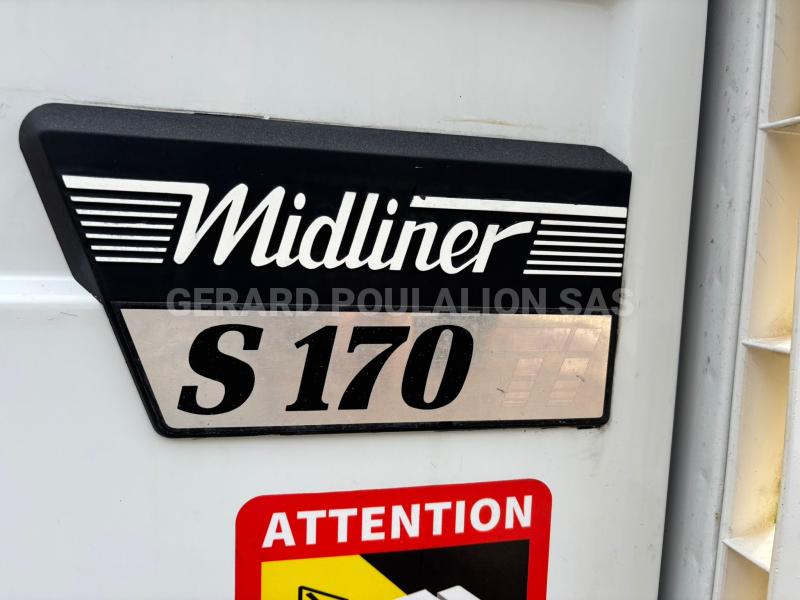 Midliner
GERARD POULALION SAS
S 170
ATTENTION